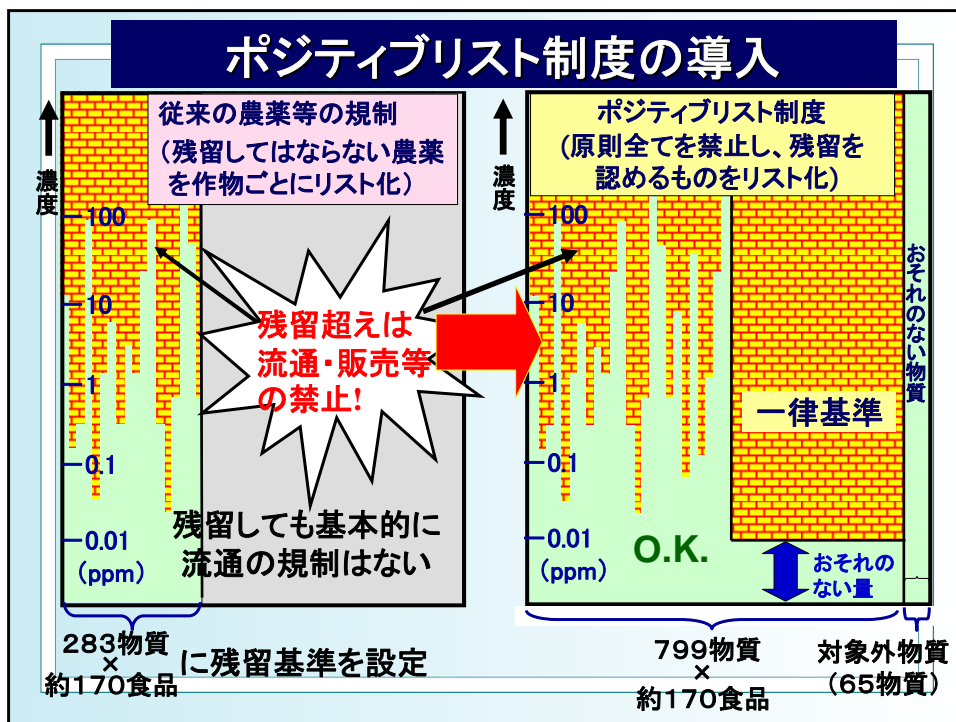 ポジティブリスト制度の導入
従来の農薬等の規制
（残留してはならない農薬
を作物ごとにリスト化）
濃度
100
10
1
0.1
0.01
（ppm）
残留超えは
流通・販売等
の禁止!
残留しても基本的に
流通の規制はない
283物質
×
約170食品
に残留基準を設定
ポジティブリスト制度
(原則全てを禁止し、残留を
認めるものをリスト化)
濃度
100
10
1
0.1
0.01
（ppm）
一律基準
O.K.
おそれの
ない量
おそれのない物質
799物質
×
約170食品
対象外物質
（65物質）